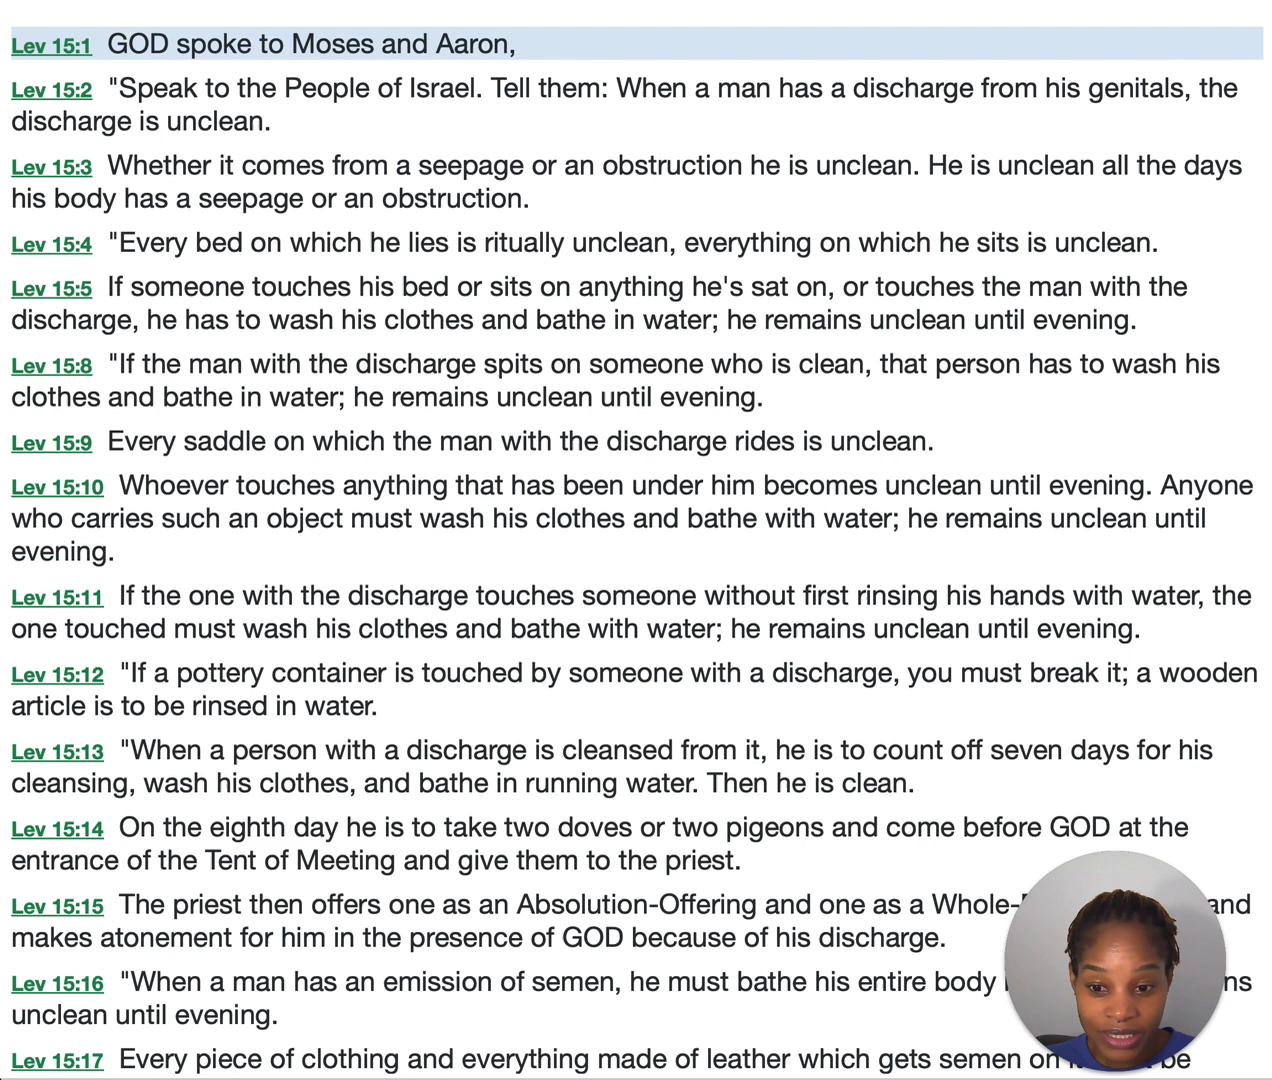 Lev 15:1 GOD spoke to Moses and Aaron,
Lev 15:2 "Speak to the People of Israel. Tell them: When a man has a discharge from his genitals, the
discharge is unclean.
Lev 15:3 Whether it comes from a seepage or an obstruction he is unclean. He is unclean all the days
his body has a seepage or an obstruction.
Lev 15:4 "Every bed on which he lies is ritually unclean, everything on which he sits is unclean.
Lev 15:5 If someone touches his bed or sits on anything he's sat on, or touches the man with the
discharge, he has to wash his clothes and bathe in water; he remains unclean until evening.
Lev 15:8 "If the man with the discharge spits on someone who is clean, that person has to wash his
clothes and bathe in water; he remains unclean until evening.
Lev 15:9 Every saddle on which the man with the discharge rides is unclean.
Lev 15:10 Whoever touches anything that has been under him becomes unclean until evening. Anyone
who carries such an object must wash his clothes and bathe with water; he remains unclean until
evening.
Lev 15:11 If the one with the discharge touches someone without first rinsing his hands with water, the
one touched must wash his clothes and bathe with water; he remains unclean until evening.
Lev 15:12 "If a pottery container is touched by someone with a discharge, you must break it; a wooden
article is to be rinsed in water.
Lev 15:13 "When a person with a discharge is cleansed from it, he is to count off seven days for his
cleansing, wash his clothes, and bathe in running water. Then he is clean.
Lev 15:14 On the eighth day he is to take two doves or two pigeons and come before GOD at the
entrance of the Tent of Meeting and give them to the priest.
Lev 15:15 The priest then offers one as an Absolution-Offering and one as a Whole- and
makes atonement for him in the presence of GOD because of his discharge.
Lev 15:16 "When a man has an emission of semen, he must bathe his entire body
unclean until evening.
Lev 15:17 Every piece of clothing and everything made of leather which gets semen on be